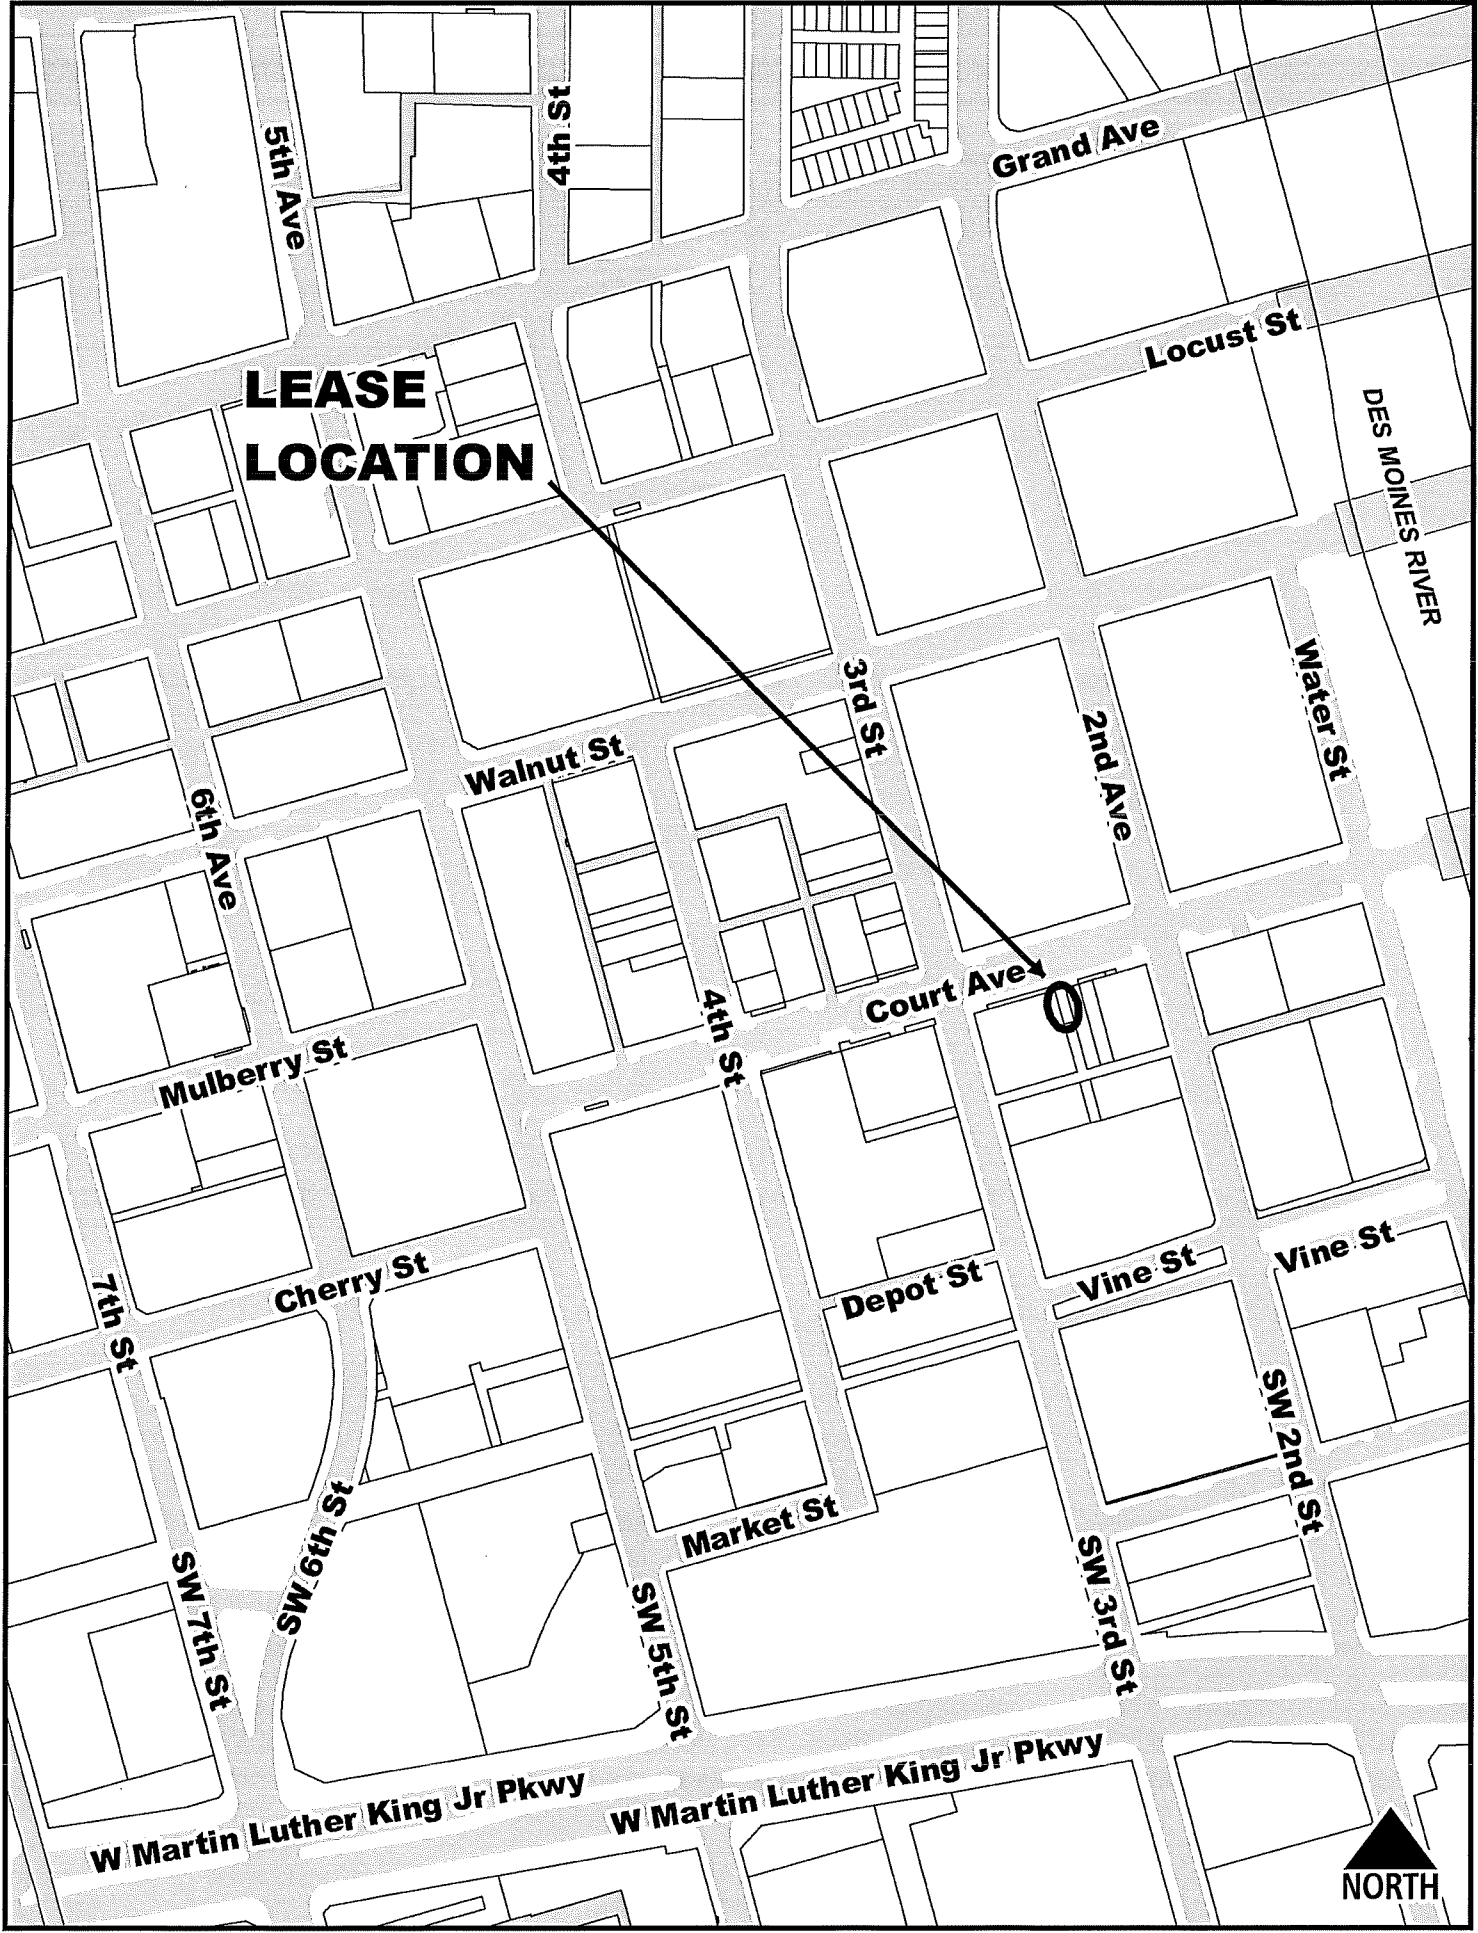 5th Ave
4th St
Grand Ave
Locust St
LEASE
LOCATION
DES MOINES RIVER
3rd St
2nd Ave
Water St
Walnut St
6th Ave
Court Ave
4th St
Mulberry St
Cherry St
7th St
Depot St
Vine St
Vine St
SW 2nd St
SW 6th St
Market St
SW 7th St
SW 5th St
SW 3rd St
W Martin Luther King Jr Pkwy
W Martin Luther King Jr Pkwy
NORTH